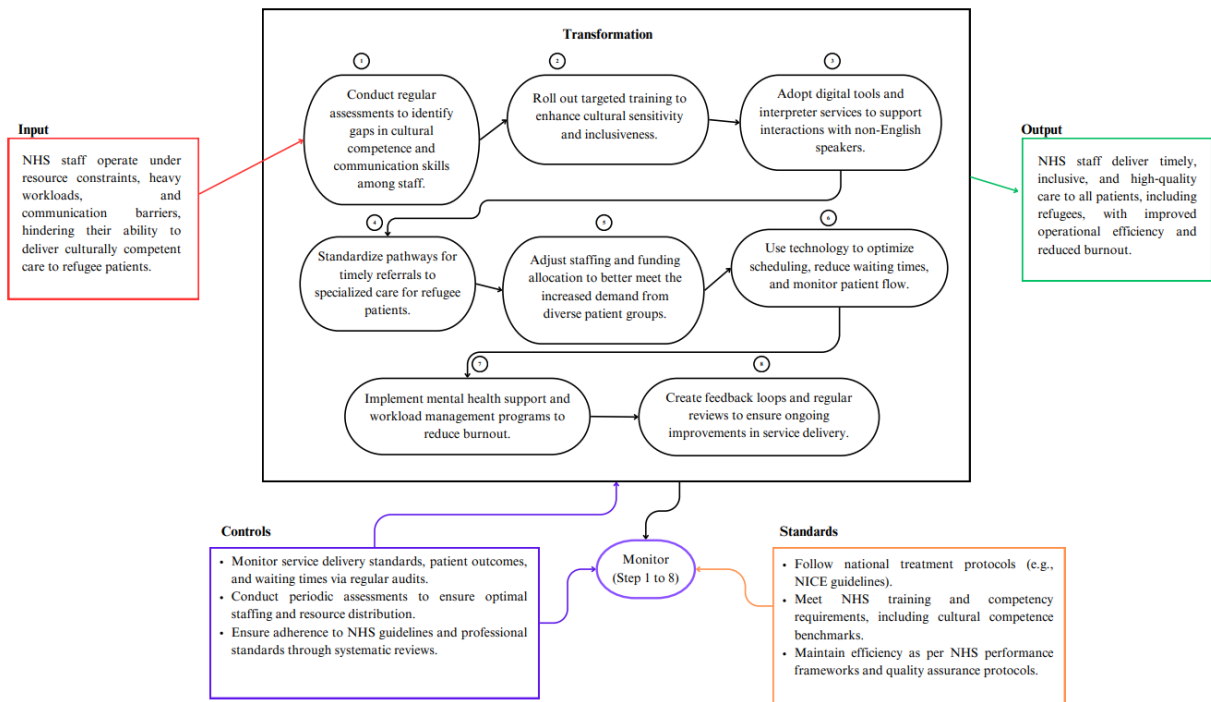 Transformation
1
Conduct regular
assessments to identify
gaps in cultural
competence and
communication skills
among staff.
2
Roll out targeted training to
enhance cultural sensitivity
and inclusiveness.
3
Adopt digital tools and
interpreter services to support
interactions with non-English
speakers.
Input
NHS staff operate under
resource constraints, heavy
workloads, and
communication barriers,
hindering their ability to
deliver culturally competent
care to refugee patients.
Output
NHS staff deliver timely,
inclusive, and high-quality
care to all patients, including
refugees, with improved
operational efficiency and
reduced burnout.
4
Standardize pathways for
timely referrals to
specialized care for refugee
patients.
5
Adjust staffing and funding
allocation to better meet the
increased demand from
diverse patient groups.
6
Use technology to optimize
scheduling, reduce waiting times,
and monitor patient flow.
7
Implement mental health support and
workload management programs to
reduce burnout.
8
Create feedback loops and regular
reviews to ensure ongoing
improvements in service delivery.
Controls
• Monitor service delivery standards, patient outcomes,
and waiting times via regular audits.
• Conduct periodic assessments to ensure optimal
staffing and resource distribution.
• Ensure adherence to NHS guidelines and professional
standards through systematic reviews.
Monitor
(Step 1 to 8)
Standards
• Follow national treatment protocols (e.g.,
NICE guidelines).
• Meet NHS training and competency
requirements, including cultural competence
benchmarks.
• Maintain efficiency as per NHS performance
frameworks and quality assurance protocols.